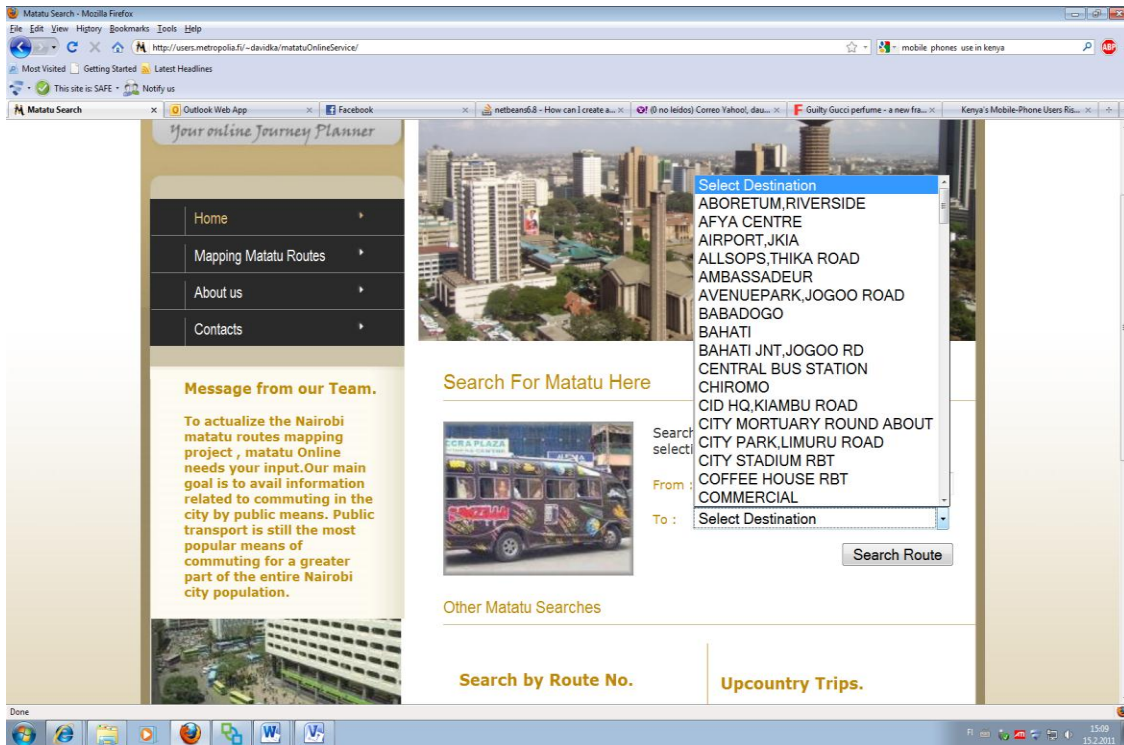 Matatu Search - Mozilla Firefox
File Edit View History Bookmarks Tools Help
http://users.metropolia.fi/~davidka/matatuOnlineService/
mobile phones use in kenya
ABP
Most Visited Getting Started Latest Headlines
This site is: SAFE Notify us
Matatu Search
Outlook Web App
Facebook
netbeans6.8 - How can I create a...
(0 no leídos) Correo Yahoo!, dau...
Guilty Gucci perfume - a new fra...
Kenya's Mobile-Phone Users Ris...
Your online Journey Planner
Home
Mapping Matatu Routes
About us
Contacts
Message from our Team.
To actualize the Nairobi
matatu routes mapping
project , matatu Online
needs your input.Our main
goal is to avail information
related to commuting in the
city by public means. Public
transport is still the most
popular means of
commuting for a greater
part of the entire Nairobi
city population.
Search For Matatu Here
CCRA PLAZA
Search
selecti
From :
To :
Select Destination
ABORETUM,RIVERSIDE
AFYA CENTRE
AIRPORT,JKIA
ALLSOPS,THIKA ROAD
AMBASSADEUR
AVENUEPARK,JOGOO ROAD
BABADOGO
BAHATI
BAHATI JNT,JOGOO RD
CENTRAL BUS STATION
CHIROMO
CID HQ,KIAMBU ROAD
CITY MORTUARY ROUND ABOUT
CITY PARK,LIMURU ROAD
CITY STADIUM RBT
COFFEE HOUSE RBT
COMMERCIAL
Select Destination
Search Route
Other Matatu Searches
Search by Route No.
Upcountry Trips.
Done
FI
15:09
15.2.2011